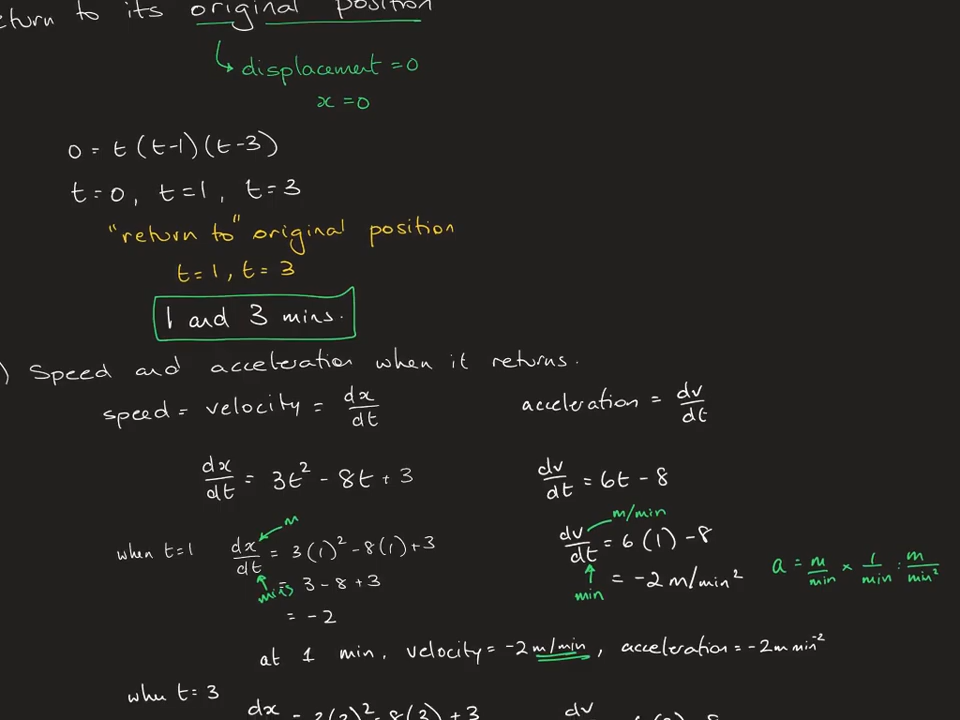 eturn to its original position
↳ displacement = 0
x = 0
0 = t (t-1)(t-3)
t = 0, t = 1, t = 3
"return to" original position
t = 1, t = 3
1 and 3 mins.
) Speed and acceleration when it returns.
speed = velocity = dx/dt
acceleration = dv/dt
dx/dt = 3t² - 8t + 3
dv/dt = 6t - 8
when t=1 dx/dt = 3(1)² - 8(1) + 3
m
mins
= 3 - 8 + 3
= -2
dv/dt = 6(1) - 8
m/min
min
= -2 m/min²
a = m/min × 1/min : m/min²
at 1 min, velocity = -2 m/min, acceleration = -2 m min⁻²
when t = 3